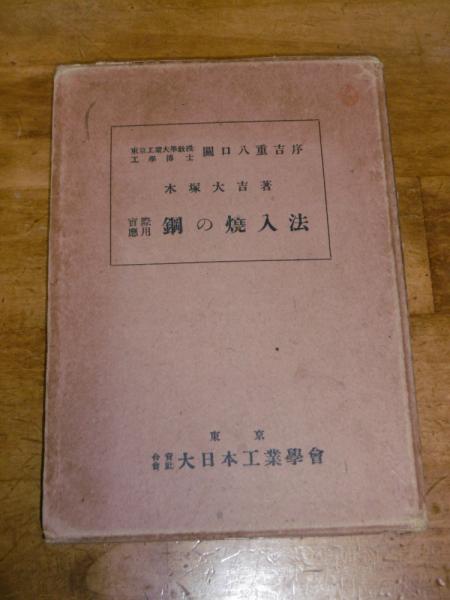 東京工業大學教授
工學博士
關口八重吉序
木塚大吉著
實際
應用
鋼の燒入法
東京
合資
會社
大日本工業學會